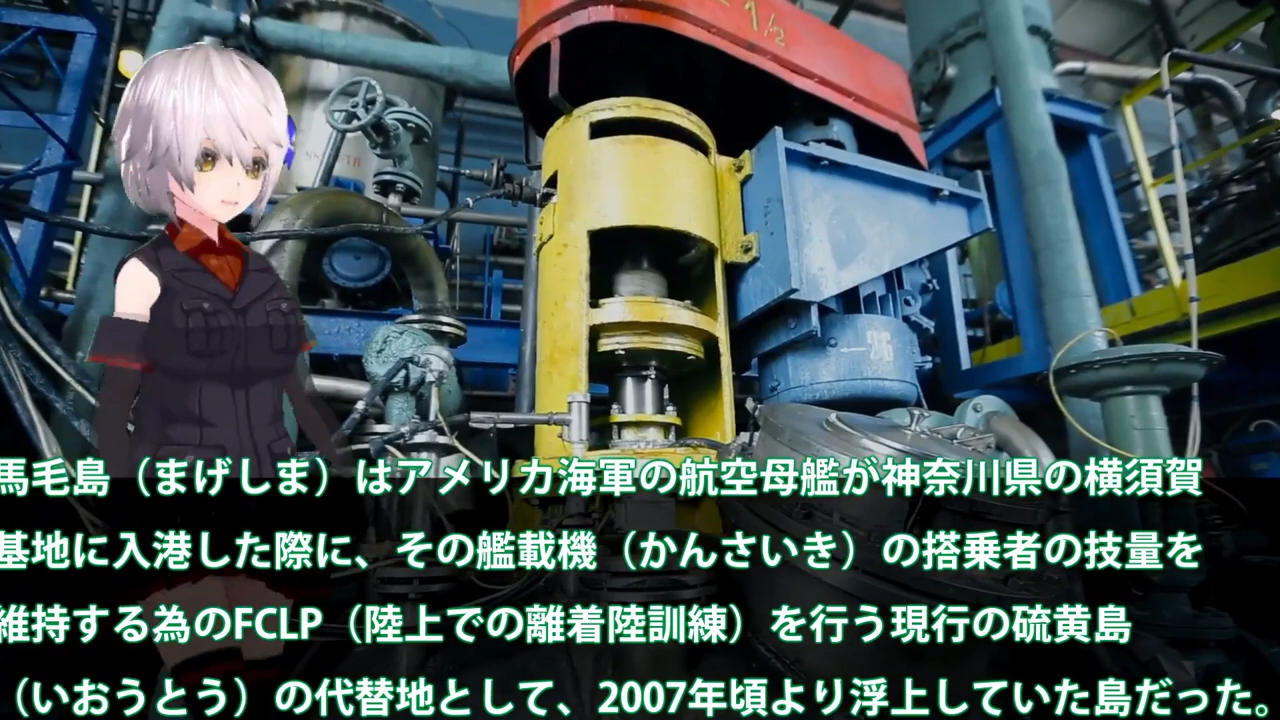 1/2
36
馬毛島（まげしま）はアメリカ海軍の航空母艦が神奈川県の横須賀
基地に入港した際に、その艦載機（かんさいき）の搭乗者の技量を
維持する為のFCLP（陸上での離着陸訓練）を行う現行の硫黄島
（いおうとう）の代替地として、2007年頃より浮上していた島だった。